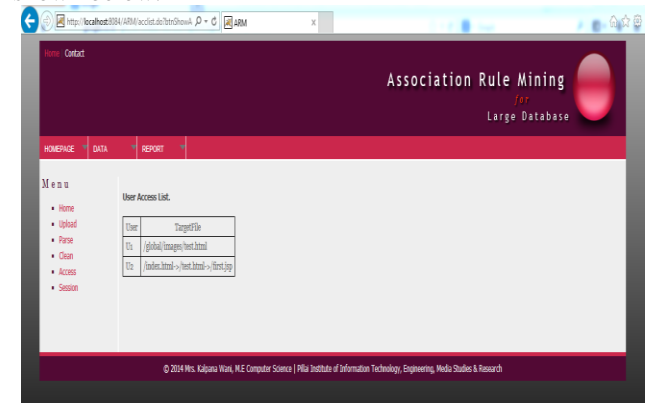 http://localhost:8084/ARM/acclist.do?btnShowA
ARM
Home Contact
Association Rule Mining
for
Large Database
HOMEPAGE DATA REPORT
Menu
Home
Upload
Parse
Clean
Access
Session
User Access List.
User TargetFile
U1 /global/images/test.html
U2 /index.html->/test.html->/first.jsp
© 2014 Mrs. Kalpana Wani, M.E Computer Science | Pillai Institute of Information Technology, Engineering, Media Studies & Research